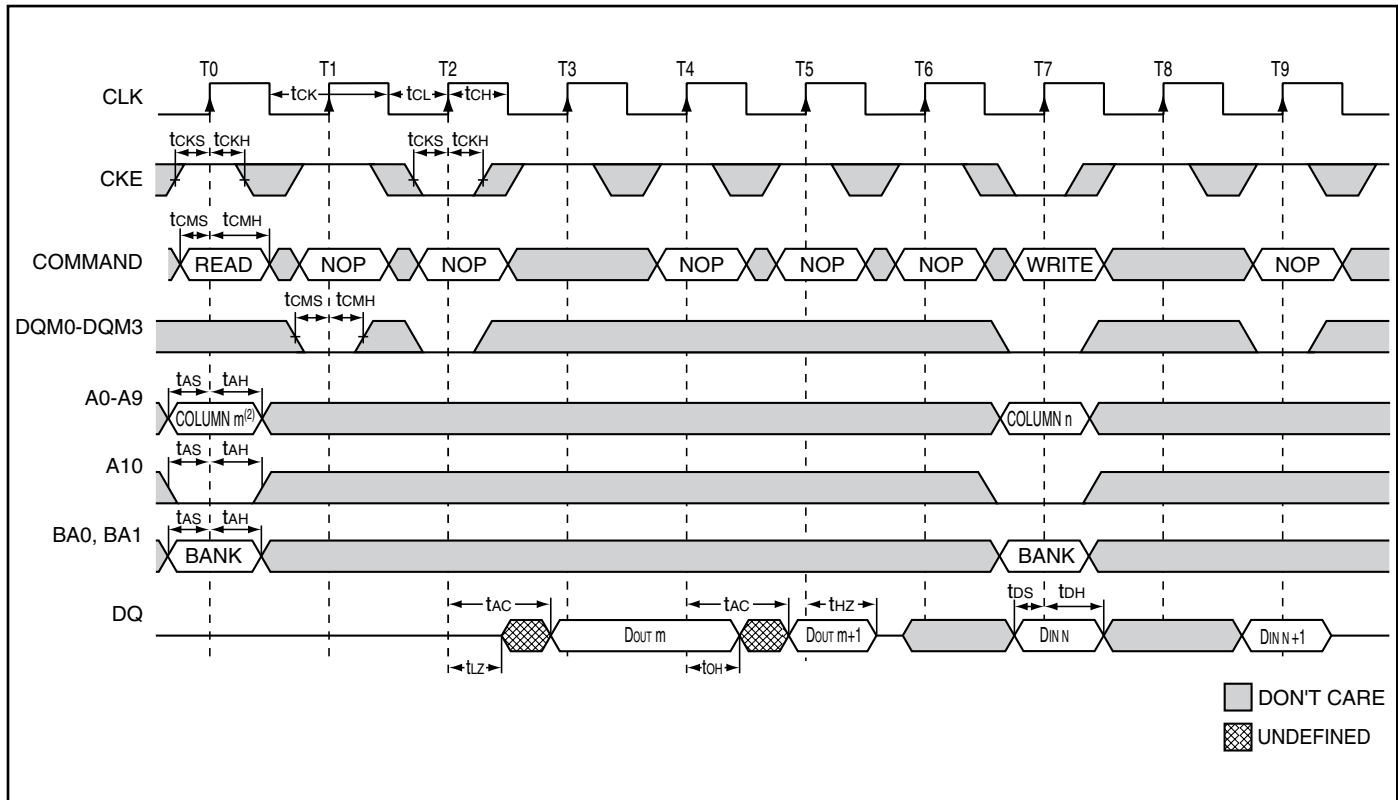 T0 T1 T2 T3 T4 T5 T6 T7 T8 T9
CLK tCK tCL tCH
tCKS tCKH tCKS tCKH
CKE
tCMS tCMH
COMMAND READ NOP NOP NOP NOP NOP WRITE NOP
tCMS tCMH
DQM0-DQM3
tAS tAH
A0-A9 COLUMN m(2) COLUMN n
tAS tAH
A10
tAS tAH
BA0, BA1 BANK BANK
tAC tAC tHZ tDS tDH
DQ DOUT m DOUT m+1 DIN N DIN N+1
tLZ tOH
DON'T CARE
UNDEFINED